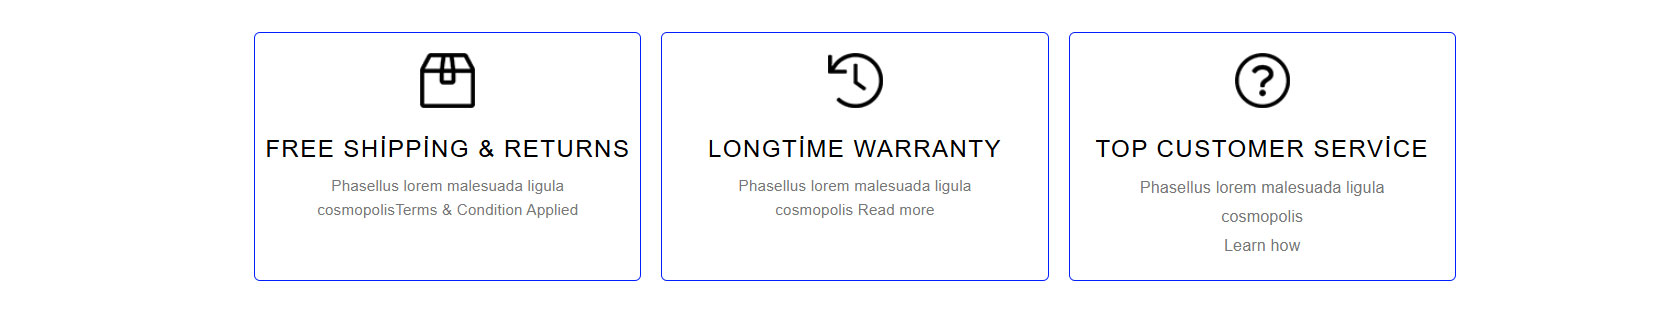 FREE SHİPPİNG & RETURNS
Phasellus lorem malesuada ligula
cosmopolisTerms & Condition Applied
LONGTİME WARRANTY
Phasellus lorem malesuada ligula
cosmopolis Read more
TOP CUSTOMER SERVİCE
Phasellus lorem malesuada ligula
cosmopolis
Learn how